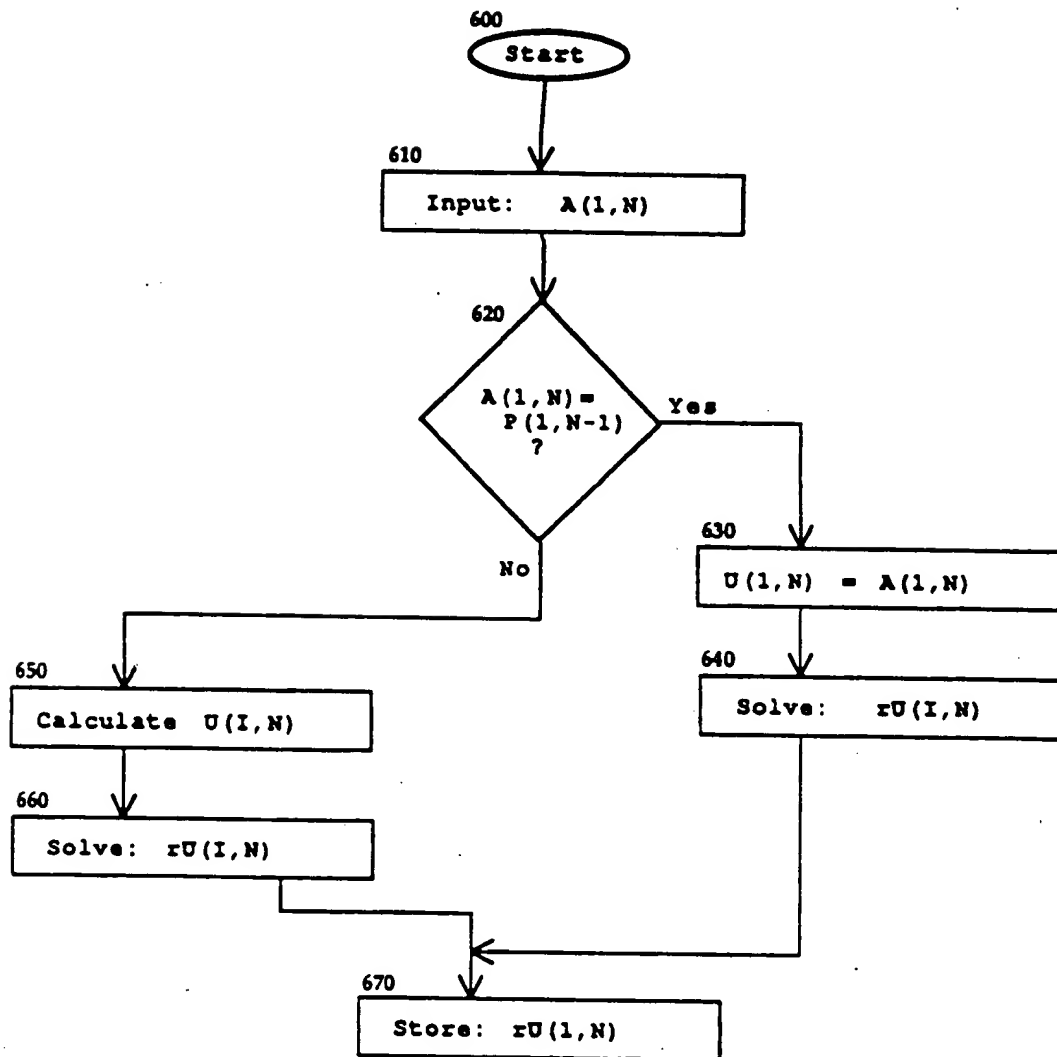 600
Start
610
Input: A(1,N)
620
A(1,N)=
P(1,N-1)
?
Yes
No
630
U(1,N) = A(1,N)
640
Solve: rU(I,N)
650
Calculate U(I,N)
660
Solve: rU(I,N)
670
Store: rU(1,N)